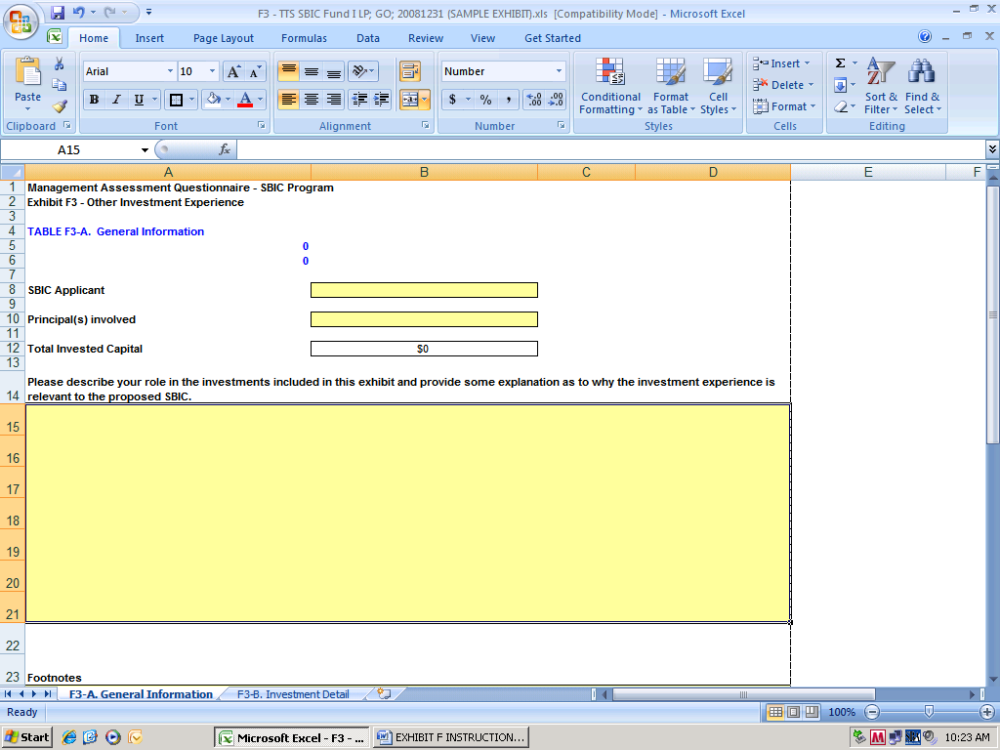 F3 - TTS SBIC Fund I LP; GO; 20081231 (SAMPLE EXHIBIT).xls [Compatibility Mode] - Microsoft Excel
Home Insert Page Layout Formulas Data Review View Get Started
Arial 10 Number Insert Σ
Paste Conditional Format Cell Delete Sort & Find &
B I U $ % , .00 .00 Formatting as Table Styles Format Filter Select
Clipboard Font Alignment Number Styles Cells Editing
A15 fx
A B C D E F
1 Management Assessment Questionnaire - SBIC Program
2 Exhibit F3 - Other Investment Experience
3
4 TABLE F3-A. General Information
5 0
6 0
7
8 SBIC Applicant
9
10 Principal(s) involved
11
12 Total Invested Capital $0
13
Please describe your role in the investments included in this exhibit and provide some explanation as to why the investment experience is
14 relevant to the proposed SBIC.
15
16
17
18
19
20
21
22
23 Footnotes
F3-A. General Information F3-B. Investment Detail
Ready 100%
Start Microsoft Excel - F3 - ... EXHIBIT F INSTRUCTION... 10:23 AM